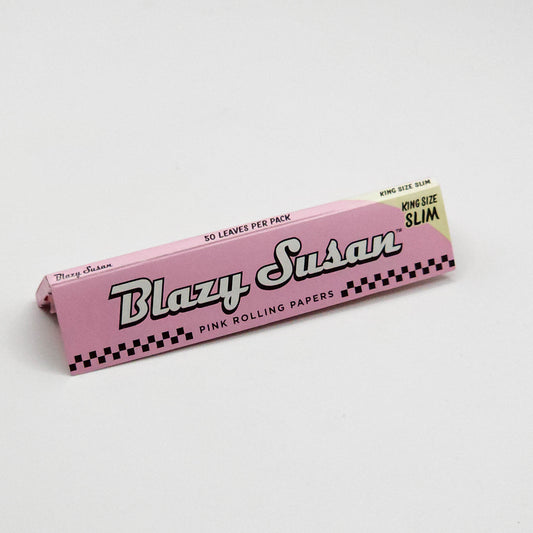 KING SIZE SLIM
50 LEAVES PER PACK
Blazy Susan
KING SIZE
SLIM
Blazy Susan™
PINK ROLLING PAPERS